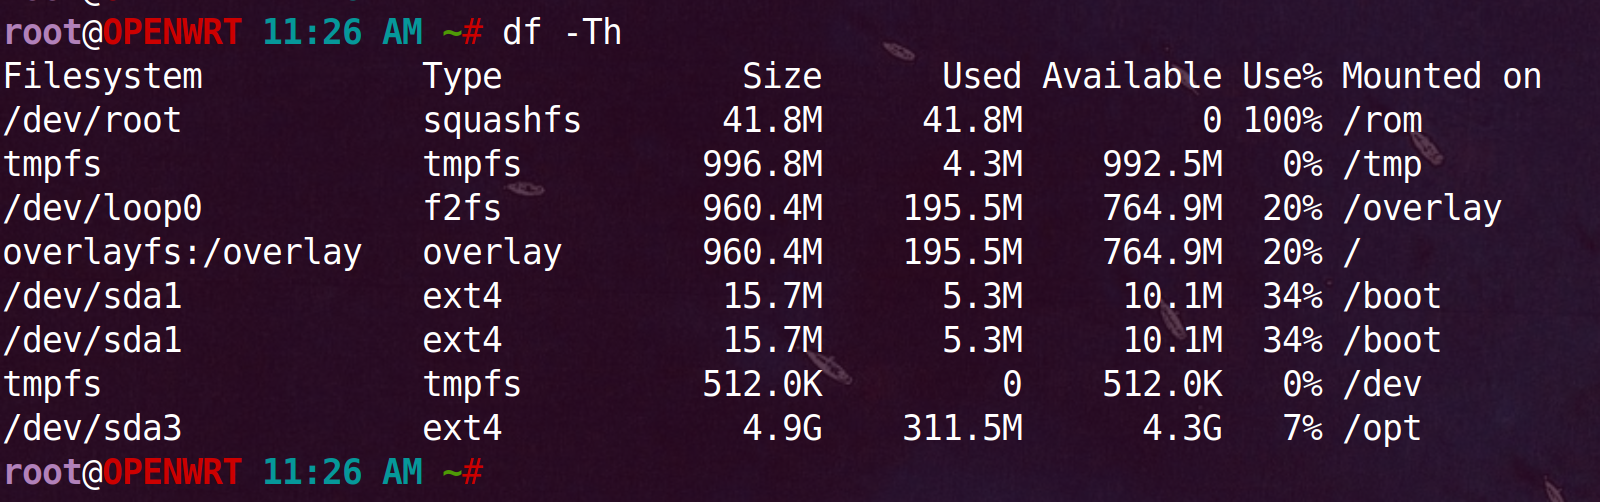 root@OPENWRT 11:26 AM ~# df -Th
Filesystem           Type            Size      Used Available Use% Mounted on
/dev/root            squashfs       41.8M     41.8M         0 100% /rom
tmpfs                tmpfs         996.8M      4.3M    992.5M   0% /tmp
/dev/loop0           f2fs          960.4M    195.5M    764.9M  20% /overlay
overlayfs:/overlay   overlay       960.4M    195.5M    764.9M  20% /
/dev/sda1            ext4           15.7M      5.3M     10.1M  34% /boot
/dev/sda1            ext4           15.7M      5.3M     10.1M  34% /boot
tmpfs                tmpfs         512.0K         0    512.0K   0% /dev
/dev/sda3            ext4            4.9G    311.5M      4.3G   7% /opt
root@OPENWRT 11:26 AM ~#